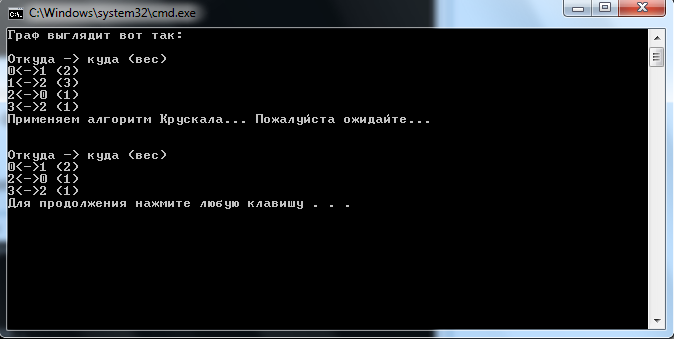 C:\Windows\system32\cmd.exe
Граф выглядит вот так:
Откуда -> куда (вес)
0<->1 (2)
1<->2 (3)
2<->0 (1)
3<->2 (1)
Применяем алгоритм Крускала... Пожалуйста ожидайте...
Откуда -> куда (вес)
0<->1 (2)
2<->0 (1)
3<->2 (1)
Для продолжения нажмите любую клавишу . . .